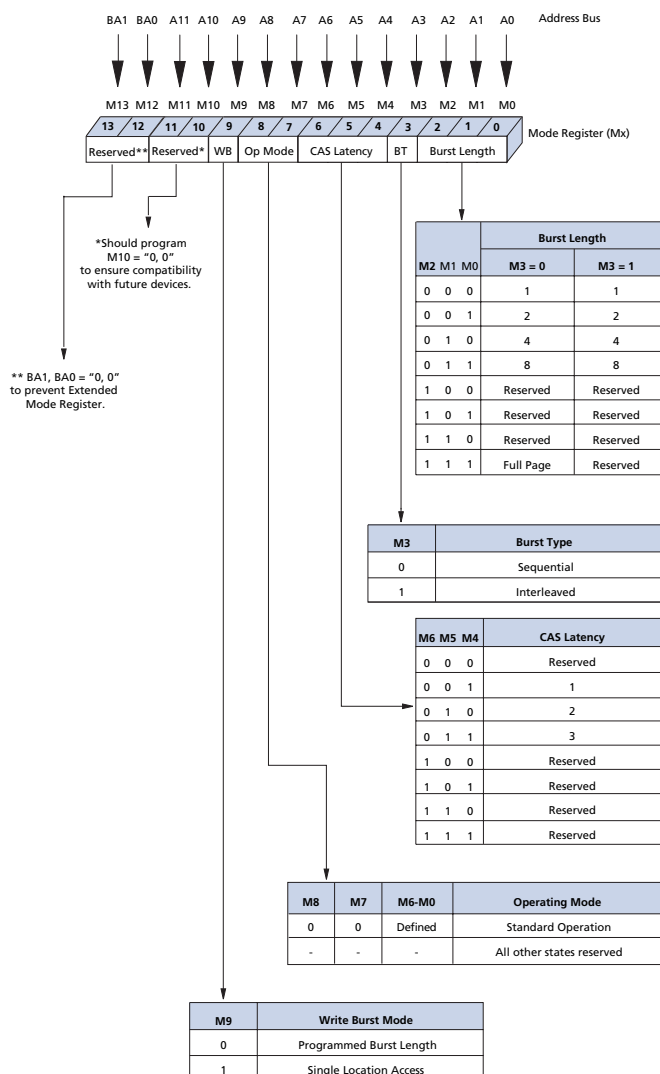 BA1 BA0 A11 A10 A9 A8 A7 A6 A5 A4 A3 A2 A1 A0 Address Bus
M13 M12 M11 M10 M9 M8 M7 M6 M5 M4 M3 M2 M1 M0
13 12 11 10 9 8 7 6 5 4 3 2 1 0 Mode Register (Mx)
Reserved** Reserved* WB Op Mode CAS Latency BT Burst Length
*Should program
M10 = “0, 0”
to ensure compatibility
with future devices.
** BA1, BA0 = “0, 0”
to prevent Extended
Mode Register.
Burst Length
M2 M1 M0 M3 = 0 M3 = 1
0 0 0 1 1
0 0 1 2 2
0 1 0 4 4
0 1 1 8 8
1 0 0 Reserved Reserved
1 0 1 Reserved Reserved
1 1 0 Reserved Reserved
1 1 1 Full Page Reserved
M3 Burst Type
0 Sequential
1 Interleaved
M6 M5 M4 CAS Latency
0 0 0 Reserved
0 0 1 1
0 1 0 2
0 1 1 3
1 0 0 Reserved
1 0 1 Reserved
1 1 0 Reserved
1 1 1 Reserved
M8 M7 M6-M0 Operating Mode
0 0 Defined Standard Operation
- - - All other states reserved
M9 Write Burst Mode
0 Programmed Burst Length
1 Single Location Access